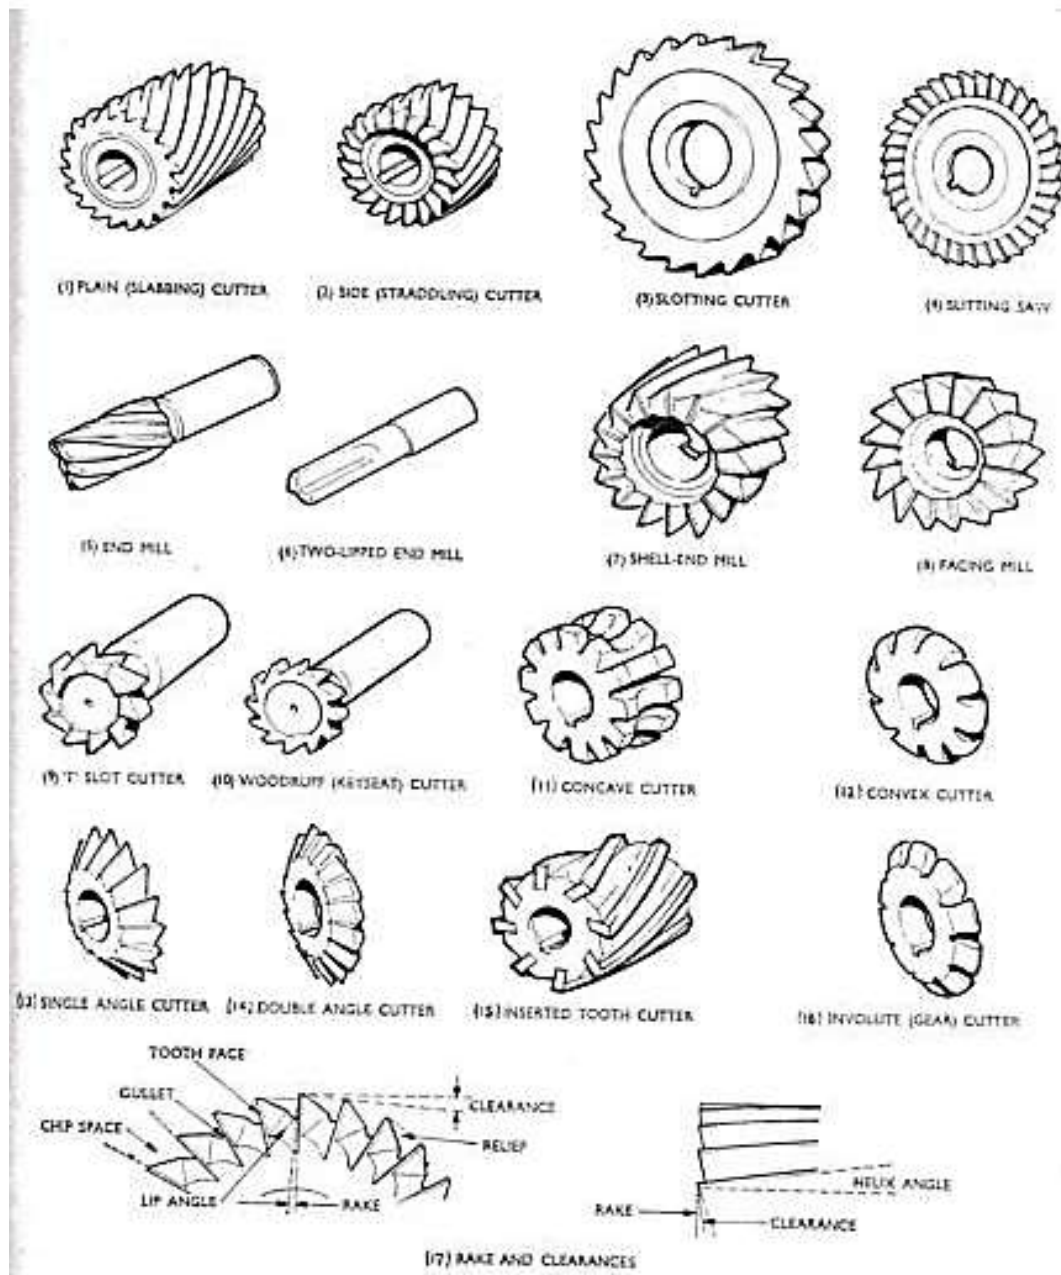 (1) PLAIN (SLABBING) CUTTER
(2) SIDE (STRADDLING) CUTTER
(3) SLOTTING CUTTER
(4) SLITTING SAW
(5) END MILL
(6) TWO-LIPPED END MILL
(7) SHELL-END MILL
(8) FACING MILL
(9) 'T' SLOT CUTTER
(10) WOODRUFF (KEYSEAT) CUTTER
(11) CONCAVE CUTTER
(12) CONVEX CUTTER
(13) SINGLE ANGLE CUTTER
(14) DOUBLE ANGLE CUTTER
(15) INSERTED TOOTH CUTTER
(16) INVOLUTE (GEAR) CUTTER
TOOTH FACE
GULLET
CHIP SPACE
LIP ANGLE
RAKE
CLEARANCE
RELIEF
RAKE
HELIX ANGLE
CLEARANCE
(17) RAKE AND CLEARANCES